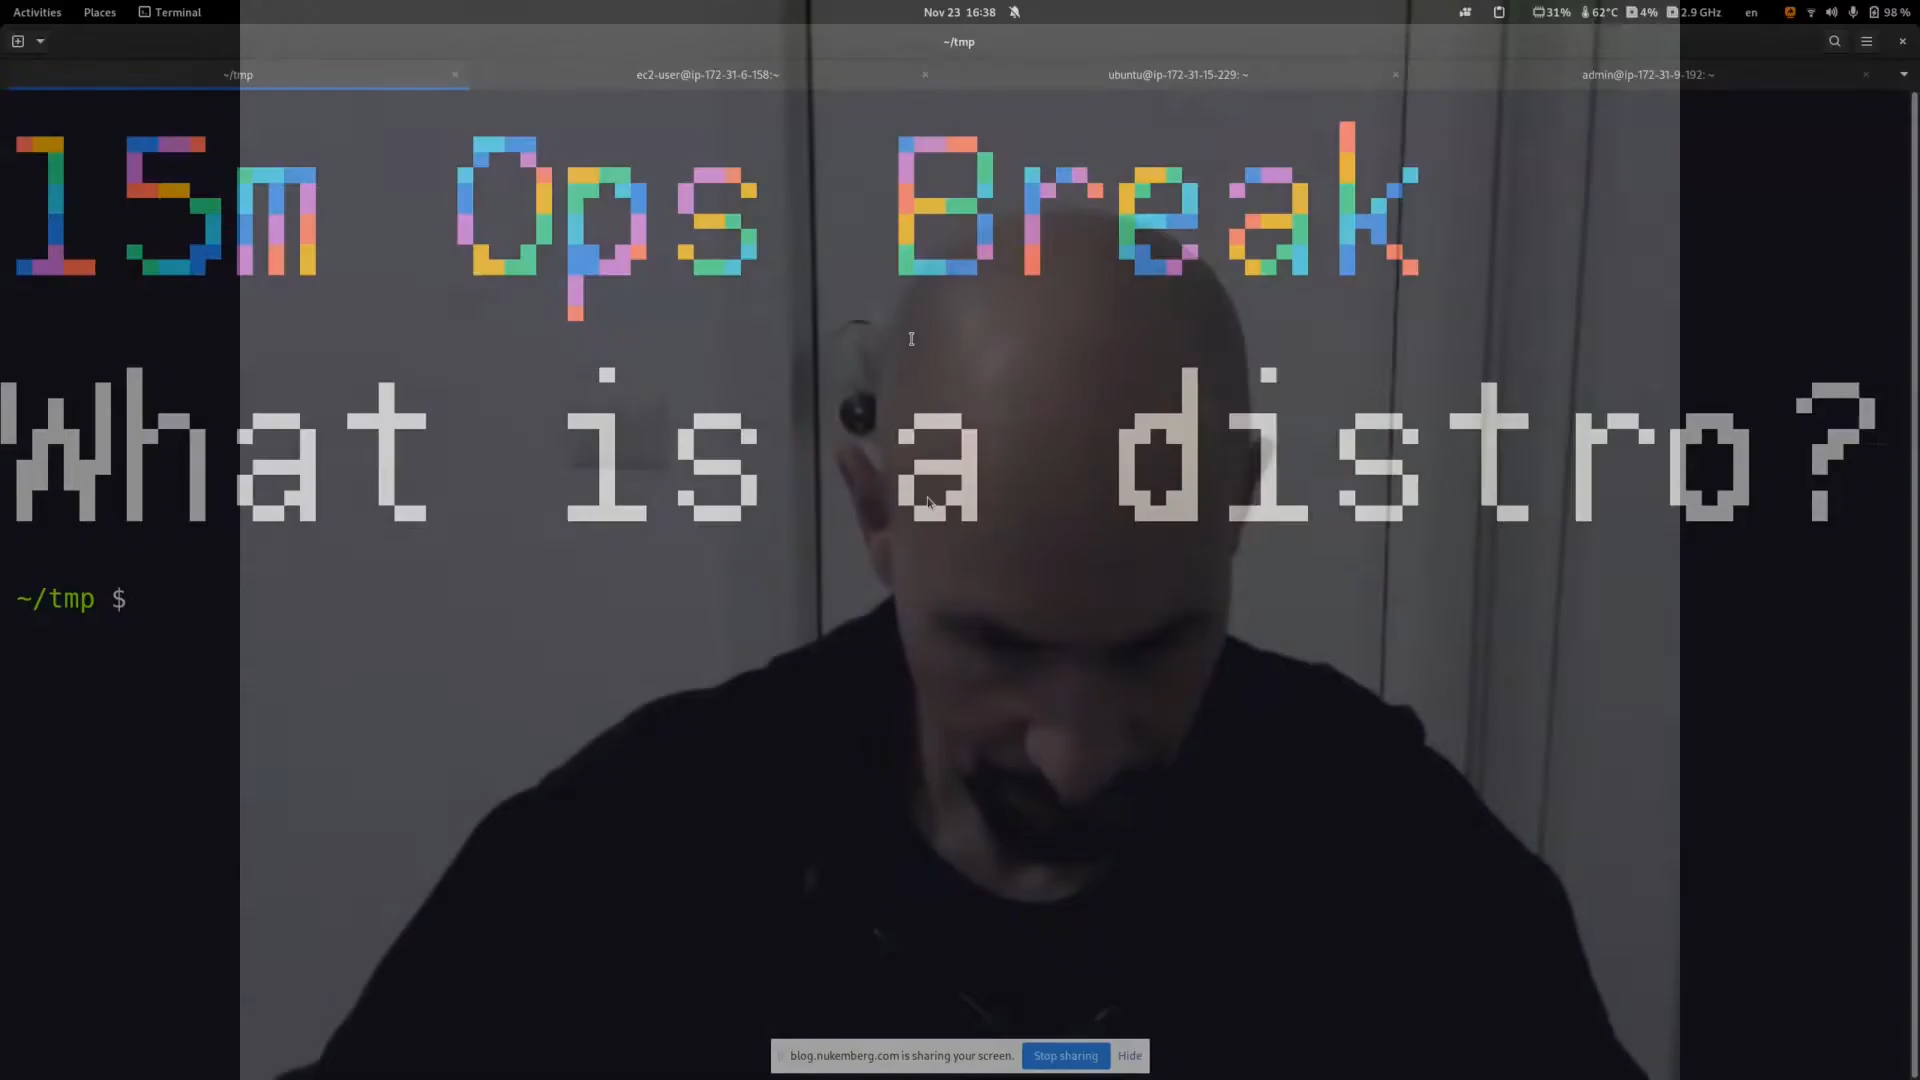 Activities Places Terminal Nov 23 16:38 31% 62°C 4% 2.9 GHz en 98 %
~/tmp
~/tmp ec2-user@ip-172-31-6-158:~ ubuntu@ip-172-31-15-229: ~ admin@ip-172-31-9-192: ~
15m Ops Break
What is a distro?
~/tmp $
blog.nukemberg.com is sharing your screen. Stop sharing Hide